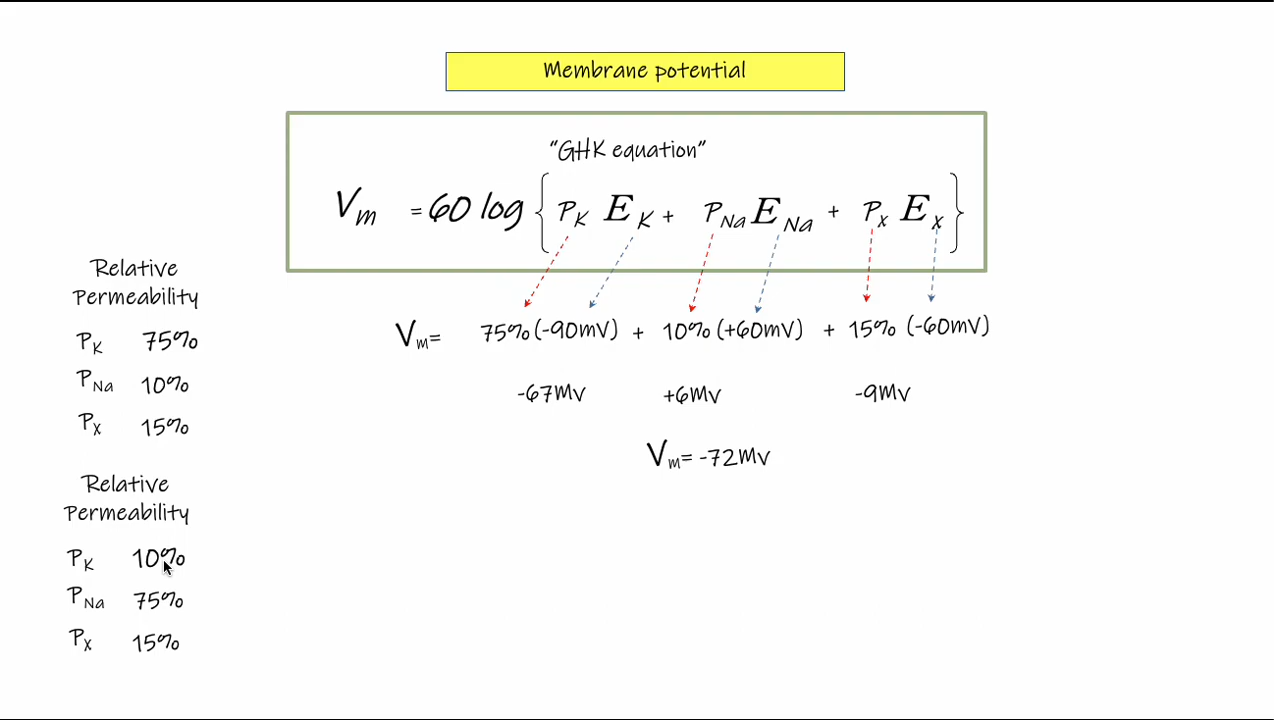 Membrane potential
"GHK equation"
Vm = 60 log { PK EK + PNa ENa + Px Ex }
Relative
Permeability
PK 75%
PNa 10%
Px 15%
Vm= 75% (-90mV) + 10% (+60mV) + 15% (-60mV)
-67Mv +6Mv -9Mv
Vm= -72Mv
Relative
Permeability
PK 10%
PNa 75%
Px 15%